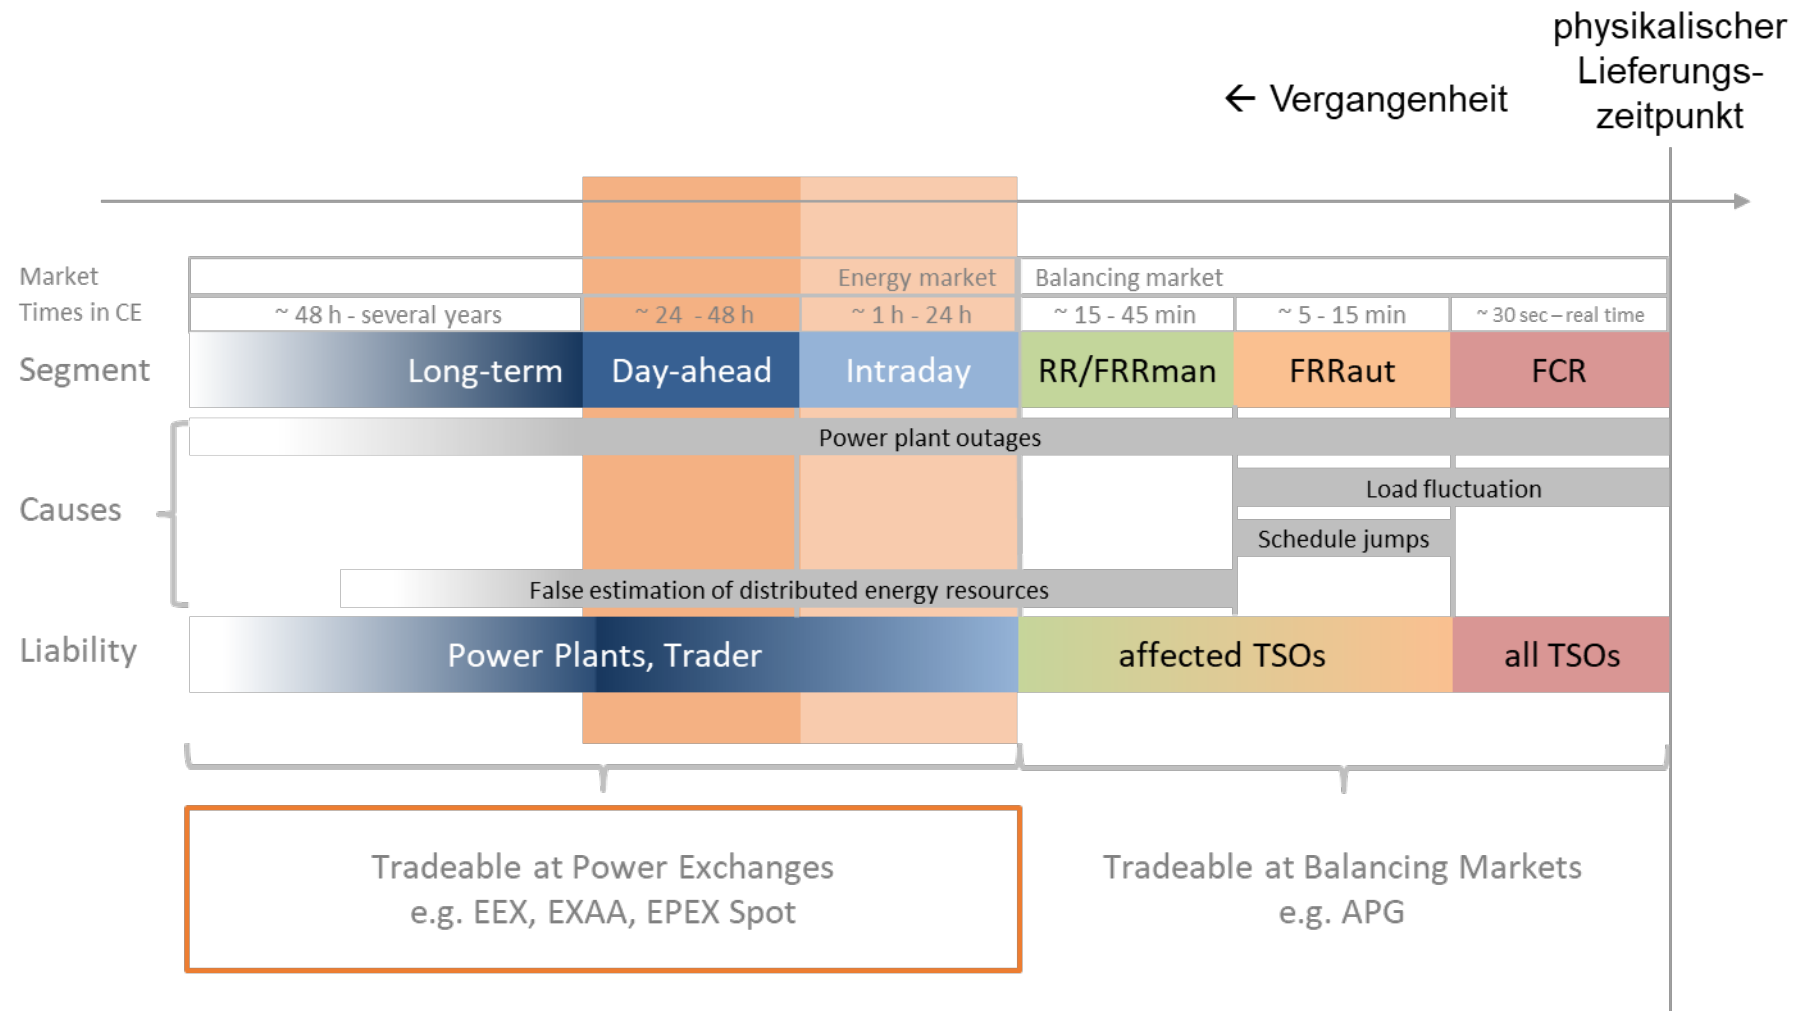 physikalischer
Lieferungs-
zeitpunkt
← Vergangenheit
Market
Energy market
Balancing market
Times in CE
~ 48 h - several years
~ 24 - 48 h
~ 1 h - 24 h
~ 15 - 45 min
~ 5 - 15 min
~ 30 sec – real time
Segment
Long-term
Day-ahead
Intraday
RR/FRRman
FRRaut
FCR
Causes
Power plant outages
Load fluctuation
Schedule jumps
False estimation of distributed energy resources
Liability
Power Plants, Trader
affected TSOs
all TSOs
Tradeable at Power Exchanges
e.g. EEX, EXAA, EPEX Spot
Tradeable at Balancing Markets
e.g. APG